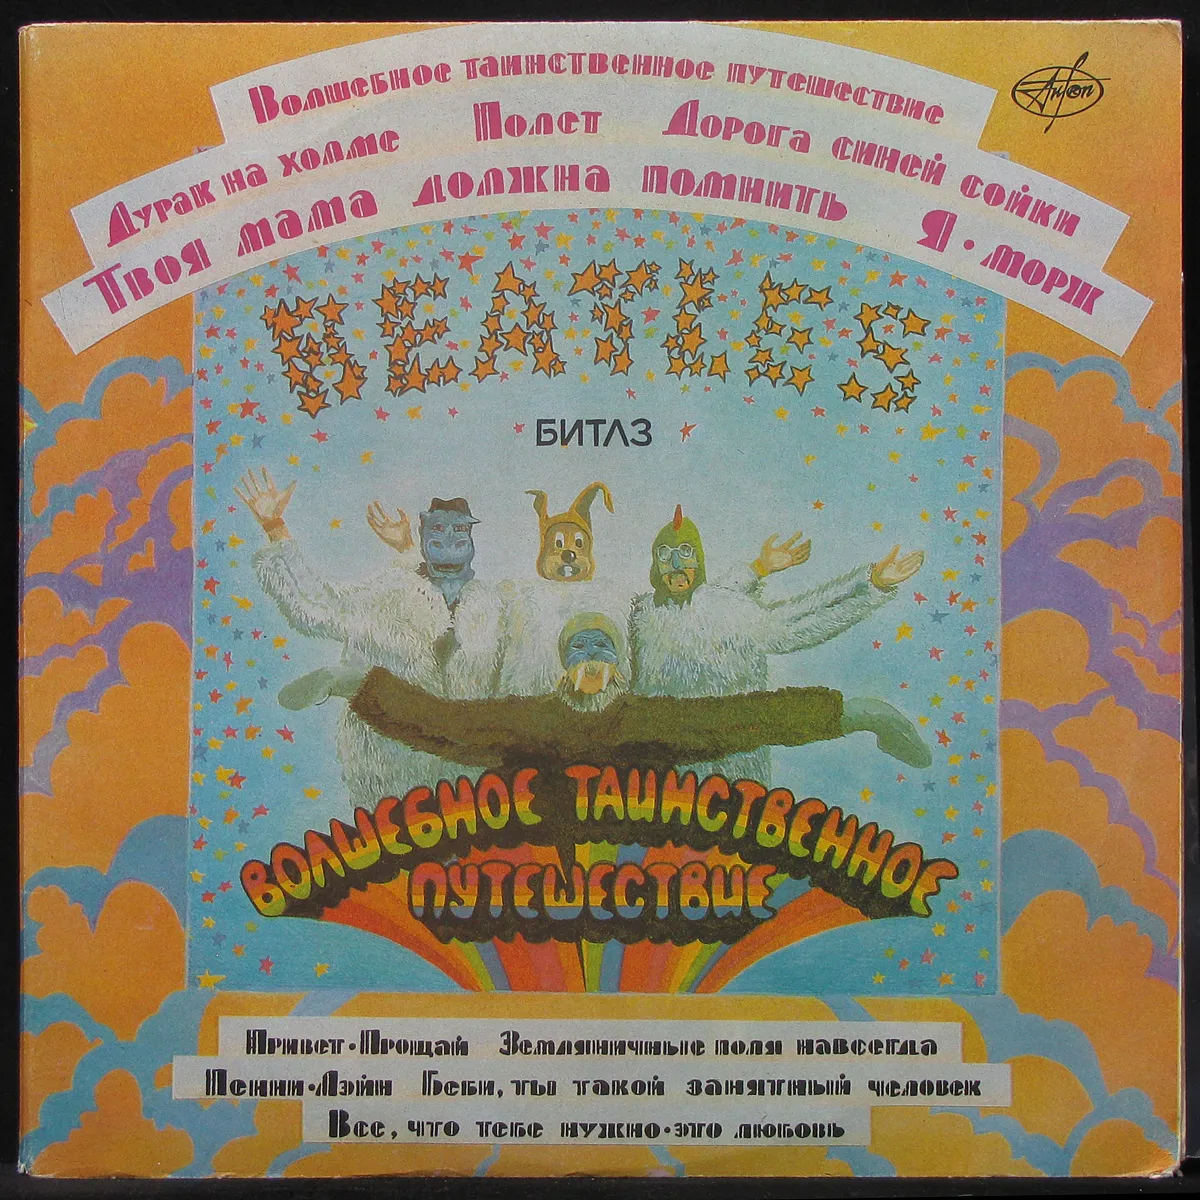 Волшебное таинственное путешествие
Дурак на холме Полет Дорога синей сойки
Твоя мама должна помнить Я · морж
Antrop
BEATLES
БИТЛЗ
ВОЛШЕБНОЕ ТАИНСТВЕННОЕ
ПУТЕШЕСТВИЕ
Привет · Прощай Земляничные поля навсегда
Пенни · Лэйн Беби, ты такой занятный человек
Все, что тебе нужно · это любовь